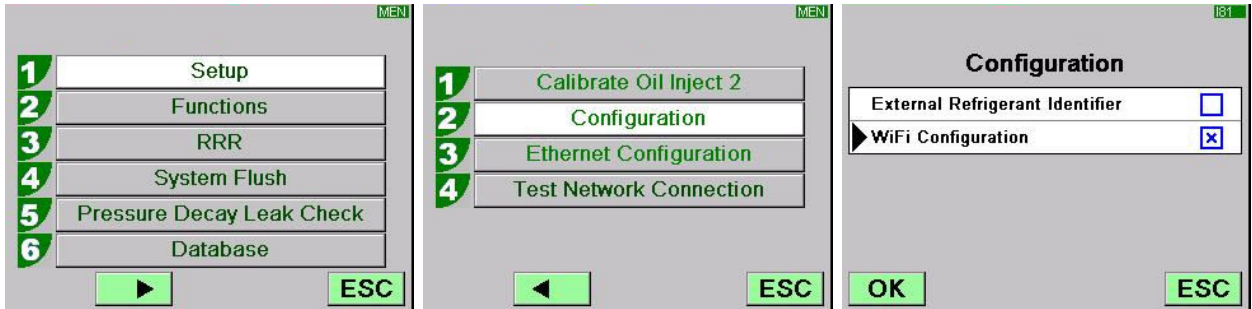 MEN
1 Setup
2 Functions
3 RRR
4 System Flush
5 Pressure Decay Leak Check
6 Database
ESC
MEN
1 Calibrate Oil Inject 2
2 Configuration
3 Ethernet Configuration
4 Test Network Connection
ESC
I81
Configuration
External Refrigerant Identifier
WiFi Configuration
OK ESC